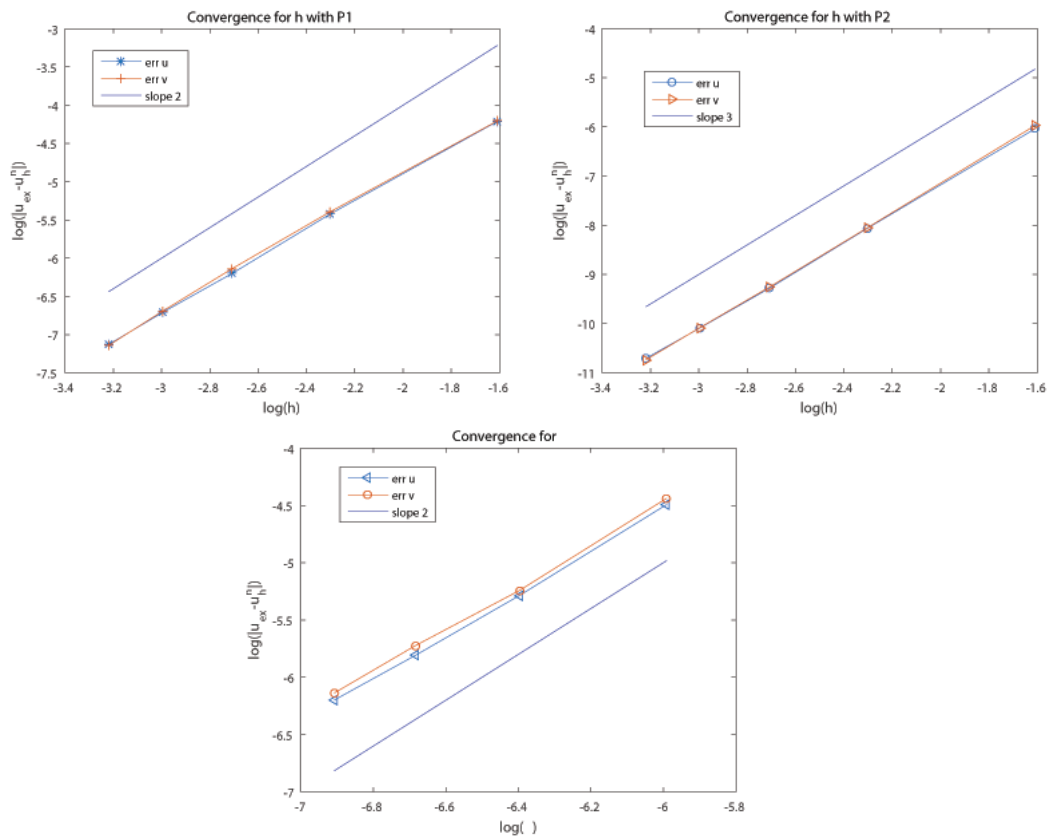 Convergence for h with P1
err u
err v
slope 2
-3
-3.5
-4
-4.5
-5
-5.5
-6
-6.5
-7
-7.5
-3.4
-3.2
-3
-2.8
-2.6
-2.4
-2.2
-2
-1.8
-1.6
log(h)
log(|u_ex-u_h^n|)
Convergence for h with P2
err u
err v
slope 3
-4
-5
-6
-7
-8
-9
-10
-11
-3.4
-3.2
-3
-2.8
-2.6
-2.4
-2.2
-2
-1.8
-1.6
log(h)
log(|u_ex-u_h^n|)
Convergence for
err u
err v
slope 2
-4
-4.5
-5
-5.5
-6
-6.5
-7
-7
-6.8
-6.6
-6.4
-6.2
-6
-5.8
log( )
log(|u_ex-u_h^n|)